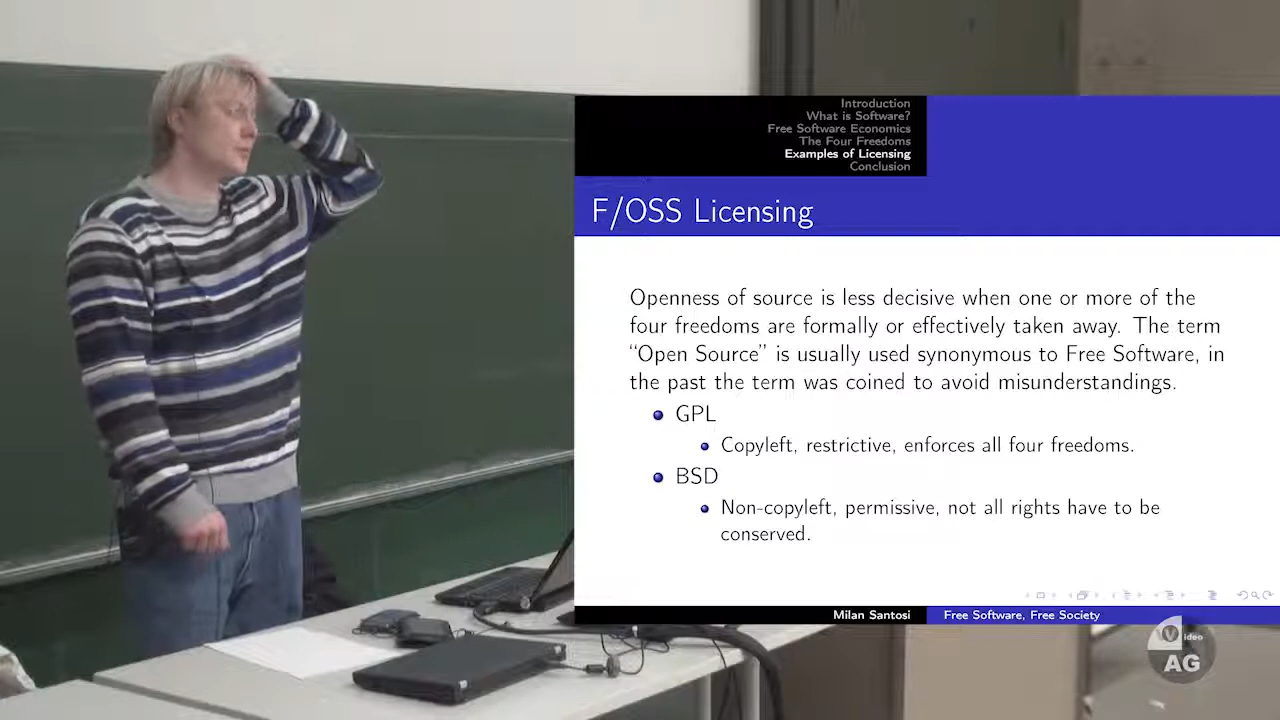 Introduction
What is Software?
Free Software Economics
The Four Freedoms
Examples of Licensing
Conclusion
F/OSS Licensing
Openness of source is less decisive when one or more of the
four freedoms are formally or effectively taken away. The term
“Open Source” is usually used synonymous to Free Software, in
the past the term was coined to avoid misunderstandings.
GPL
Copyleft, restrictive, enforces all four freedoms.
BSD
Non-copyleft, permissive, not all rights have to be
conserved.
Milan Santosi Free Software, Free Society
Video
AG